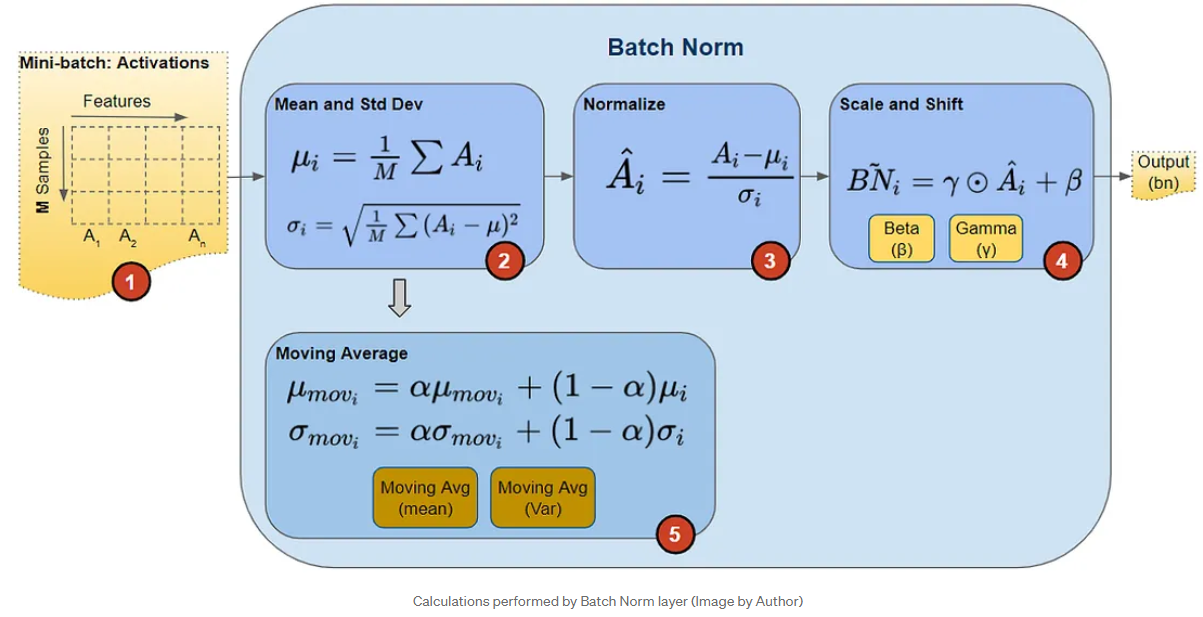 Batch Norm
Mini-batch: Activations
Features
M Samples
A₁ A₂ Aₙ
1
Mean and Std Dev
μᵢ = 1/M ∑ Aᵢ
σᵢ = √(1/M ∑ (Aᵢ − μ)²)
2
Normalize
Âᵢ = (Aᵢ−μᵢ)/σᵢ
3
Scale and Shift
BÑᵢ = γ ⊙ Âᵢ + β
Beta
(β)
Gamma
(γ)
4
Output
(bn)
Moving Average
μₘₒᵥᵢ = αμₘₒᵥᵢ + (1 − α)μᵢ
σₘₒᵥᵢ = ασₘₒᵥᵢ + (1 − α)σᵢ
Moving Avg
(mean)
Moving Avg
(Var)
5
Calculations performed by Batch Norm layer (Image by Author)